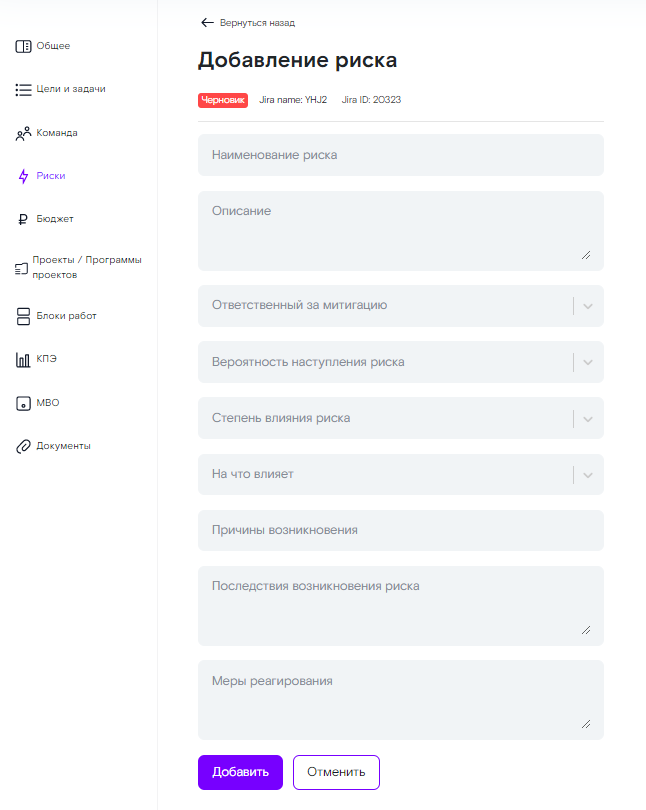 Вернуться назад
Общее
Цели и задачи
Команда
Риски
Бюджет
Проекты / Программы
проектов
Блоки работ
КПЭ
МВО
Документы
Добавление риска
Черновик Jira name: YHJ2 Jira ID: 20323
Наименование риска
Описание
Ответственный за митигацию
Вероятность наступления риска
Степень влияния риска
На что влияет
Причины возникновения
Последствия возникновения риска
Меры реагирования
Добавить Отменить